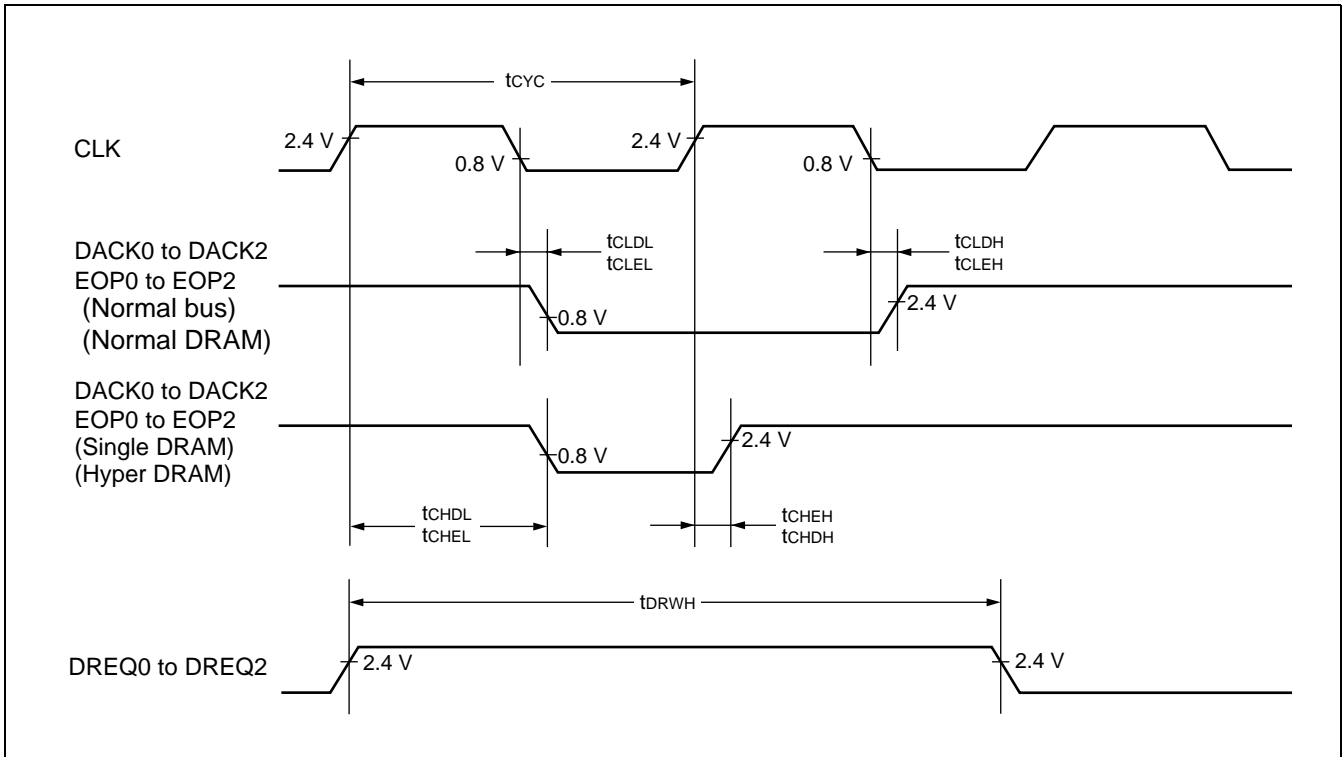 tCYC
CLK
2.4 V
0.8 V
2.4 V
0.8 V
DACK0 to DACK2
EOP0 to EOP2
(Normal bus)
(Normal DRAM)
tCLDL
tCLEL
tCLDH
tCLEH
0.8 V
2.4 V
DACK0 to DACK2
EOP0 to EOP2
(Single DRAM)
(Hyper DRAM)
0.8 V
2.4 V
tCHDL
tCHEL
tCHEH
tCHDH
tDRWH
DREQ0 to DREQ2
2.4 V
2.4 V